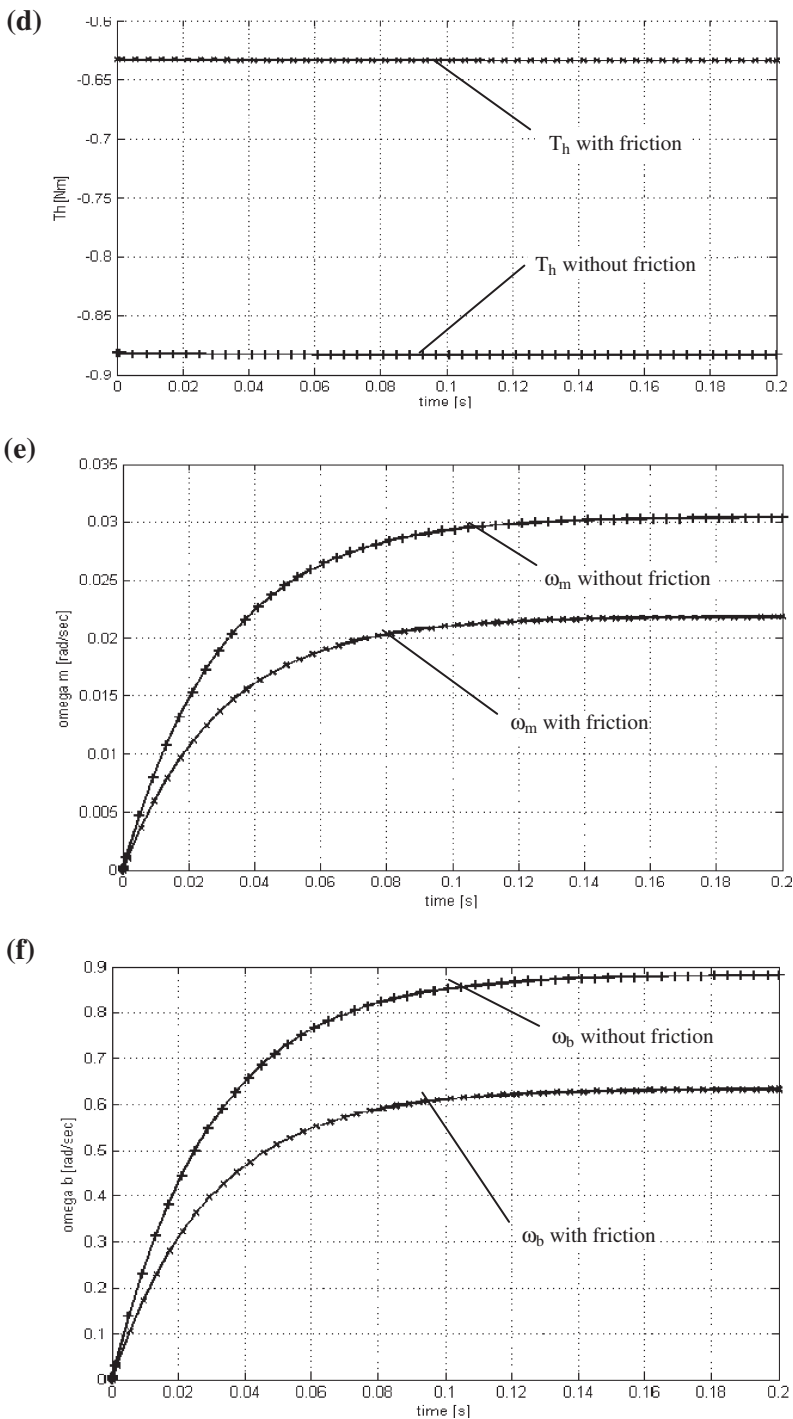 (d)
-0.6
-0.65
-0.7
-0.75
-0.8
-0.85
-0.9
Th [Nm]
T_h with friction
T_h without friction
0 0.02 0.04 0.06 0.08 0.1 0.12 0.14 0.16 0.18 0.2
time [s]
(e)
0.035
0.03
0.025
0.02
0.015
0.01
0.005
0
omega m [rad/sec]
ω_m without friction
ω_m with friction
0 0.02 0.04 0.06 0.08 0.1 0.12 0.14 0.16 0.18 0.2
time [s]
(f)
0.9
0.8
0.7
0.6
0.5
0.4
0.3
0.2
0.1
0
omega b [rad/sec]
ω_b without friction
ω_b with friction
0 0.02 0.04 0.06 0.08 0.1 0.12 0.14 0.16 0.18 0.2
time [s]